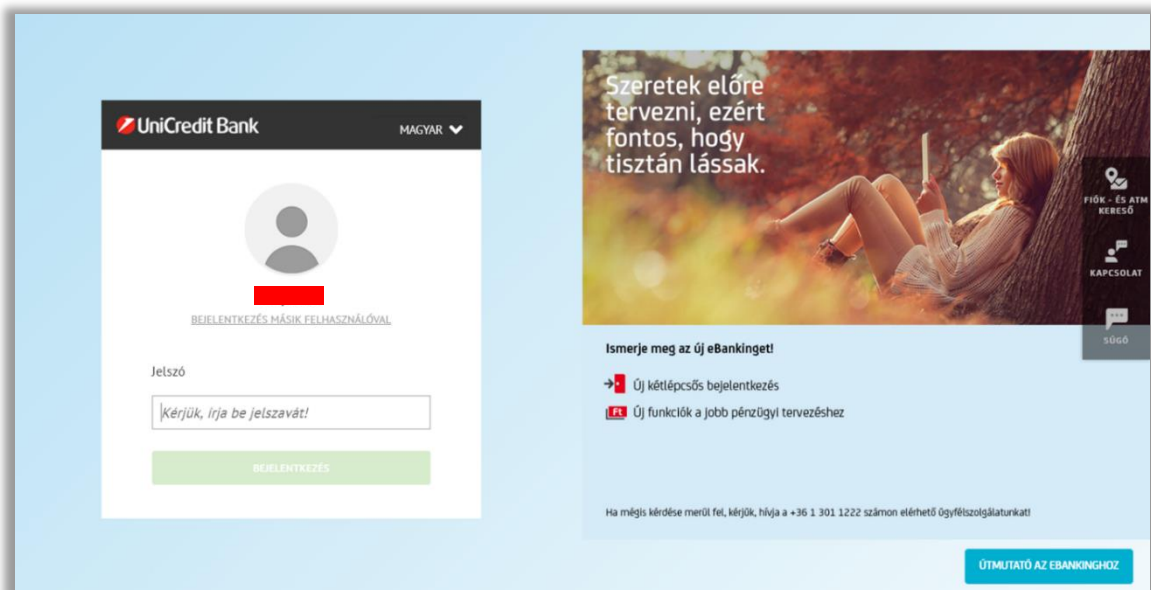 UniCredit Bank
MAGYAR
BEJELENTKEZÉS MÁSIK FELHASZNÁLÓVAL
Jelszó
Kérjük, írja be jelszavát!
BEJELENTKEZÉS
Szeretek előre
tervezni, ezért
fontos, hogy
tisztán lássak.
FIÓK - ÉS ATM
KERESŐ
KAPCSOLAT
SÚGÓ
Ismerje meg az új eBankinget!
Új kétlépcsős bejelentkezés
Ft Új funkciók a jobb pénzügyi tervezéshez
Ha mégis kérdése merül fel, kérjük, hívja a +36 1 301 1222 számon elérhető ügyfélszolgálatunkat!
ÚTMUTATÓ AZ EBANKINGHOZ